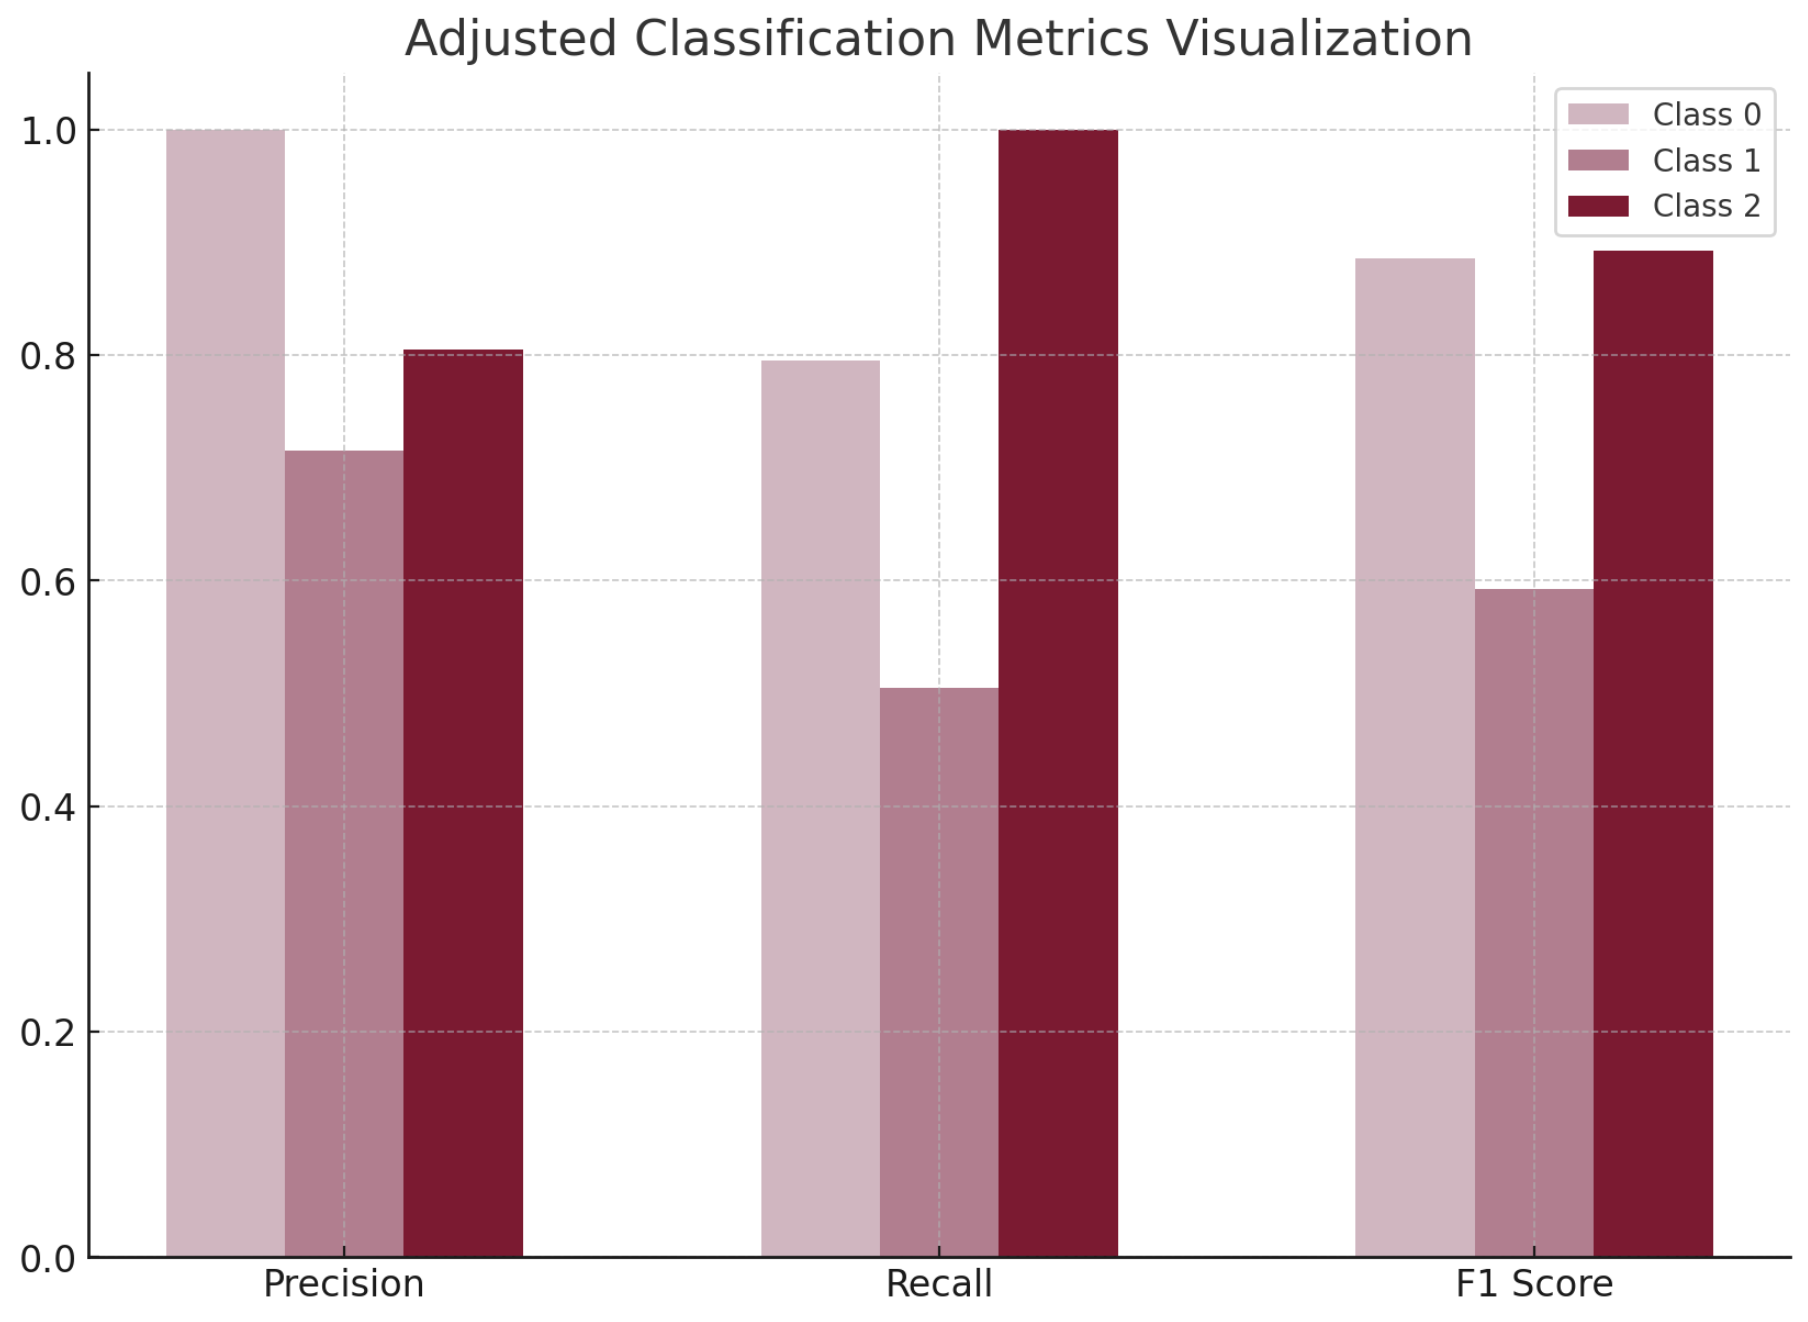 Adjusted Classification Metrics Visualization
Class 0
Class 1
Class 2
1.0
0.8
0.6
0.4
0.2
0.0
Precision
Recall
F1 Score